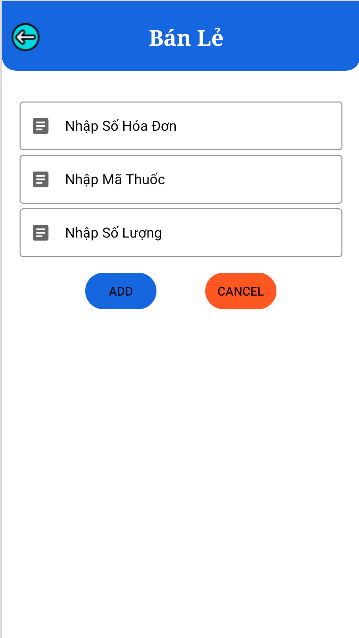 Bán Lẻ
Nhập Số Hóa Đơn
Nhập Mã Thuốc
Nhập Số Lượng
ADD
CANCEL